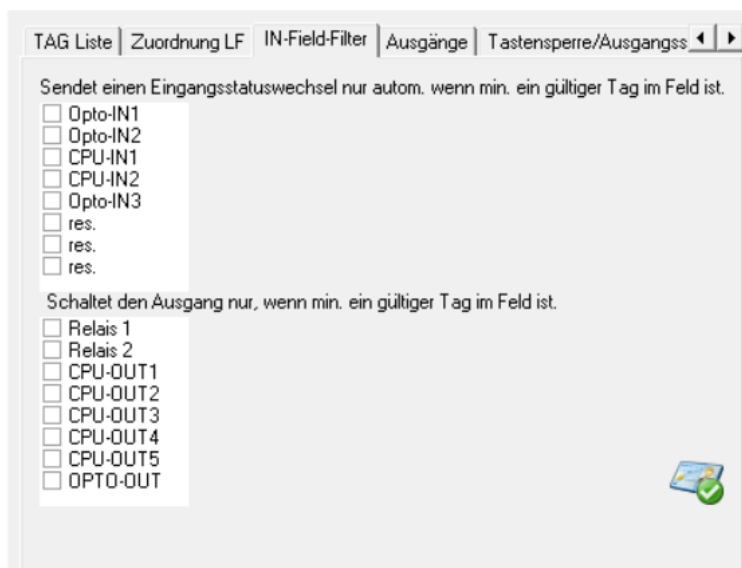 TAG Liste Zuordnung LF IN-Field-Filter Ausgänge Tastensperre/Ausgangss
Sendet einen Eingangsstatuswechsel nur autom. wenn min. ein gültiger Tag im Feld ist.
Opto-IN1
Opto-IN2
CPU-IN1
CPU-IN2
Opto-IN3
res.
res.
res.
Schaltet den Ausgang nur, wenn min. ein gültiger Tag im Feld ist.
Relais 1
Relais 2
CPU-OUT1
CPU-OUT2
CPU-OUT3
CPU-OUT4
CPU-OUT5
OPTO-OUT